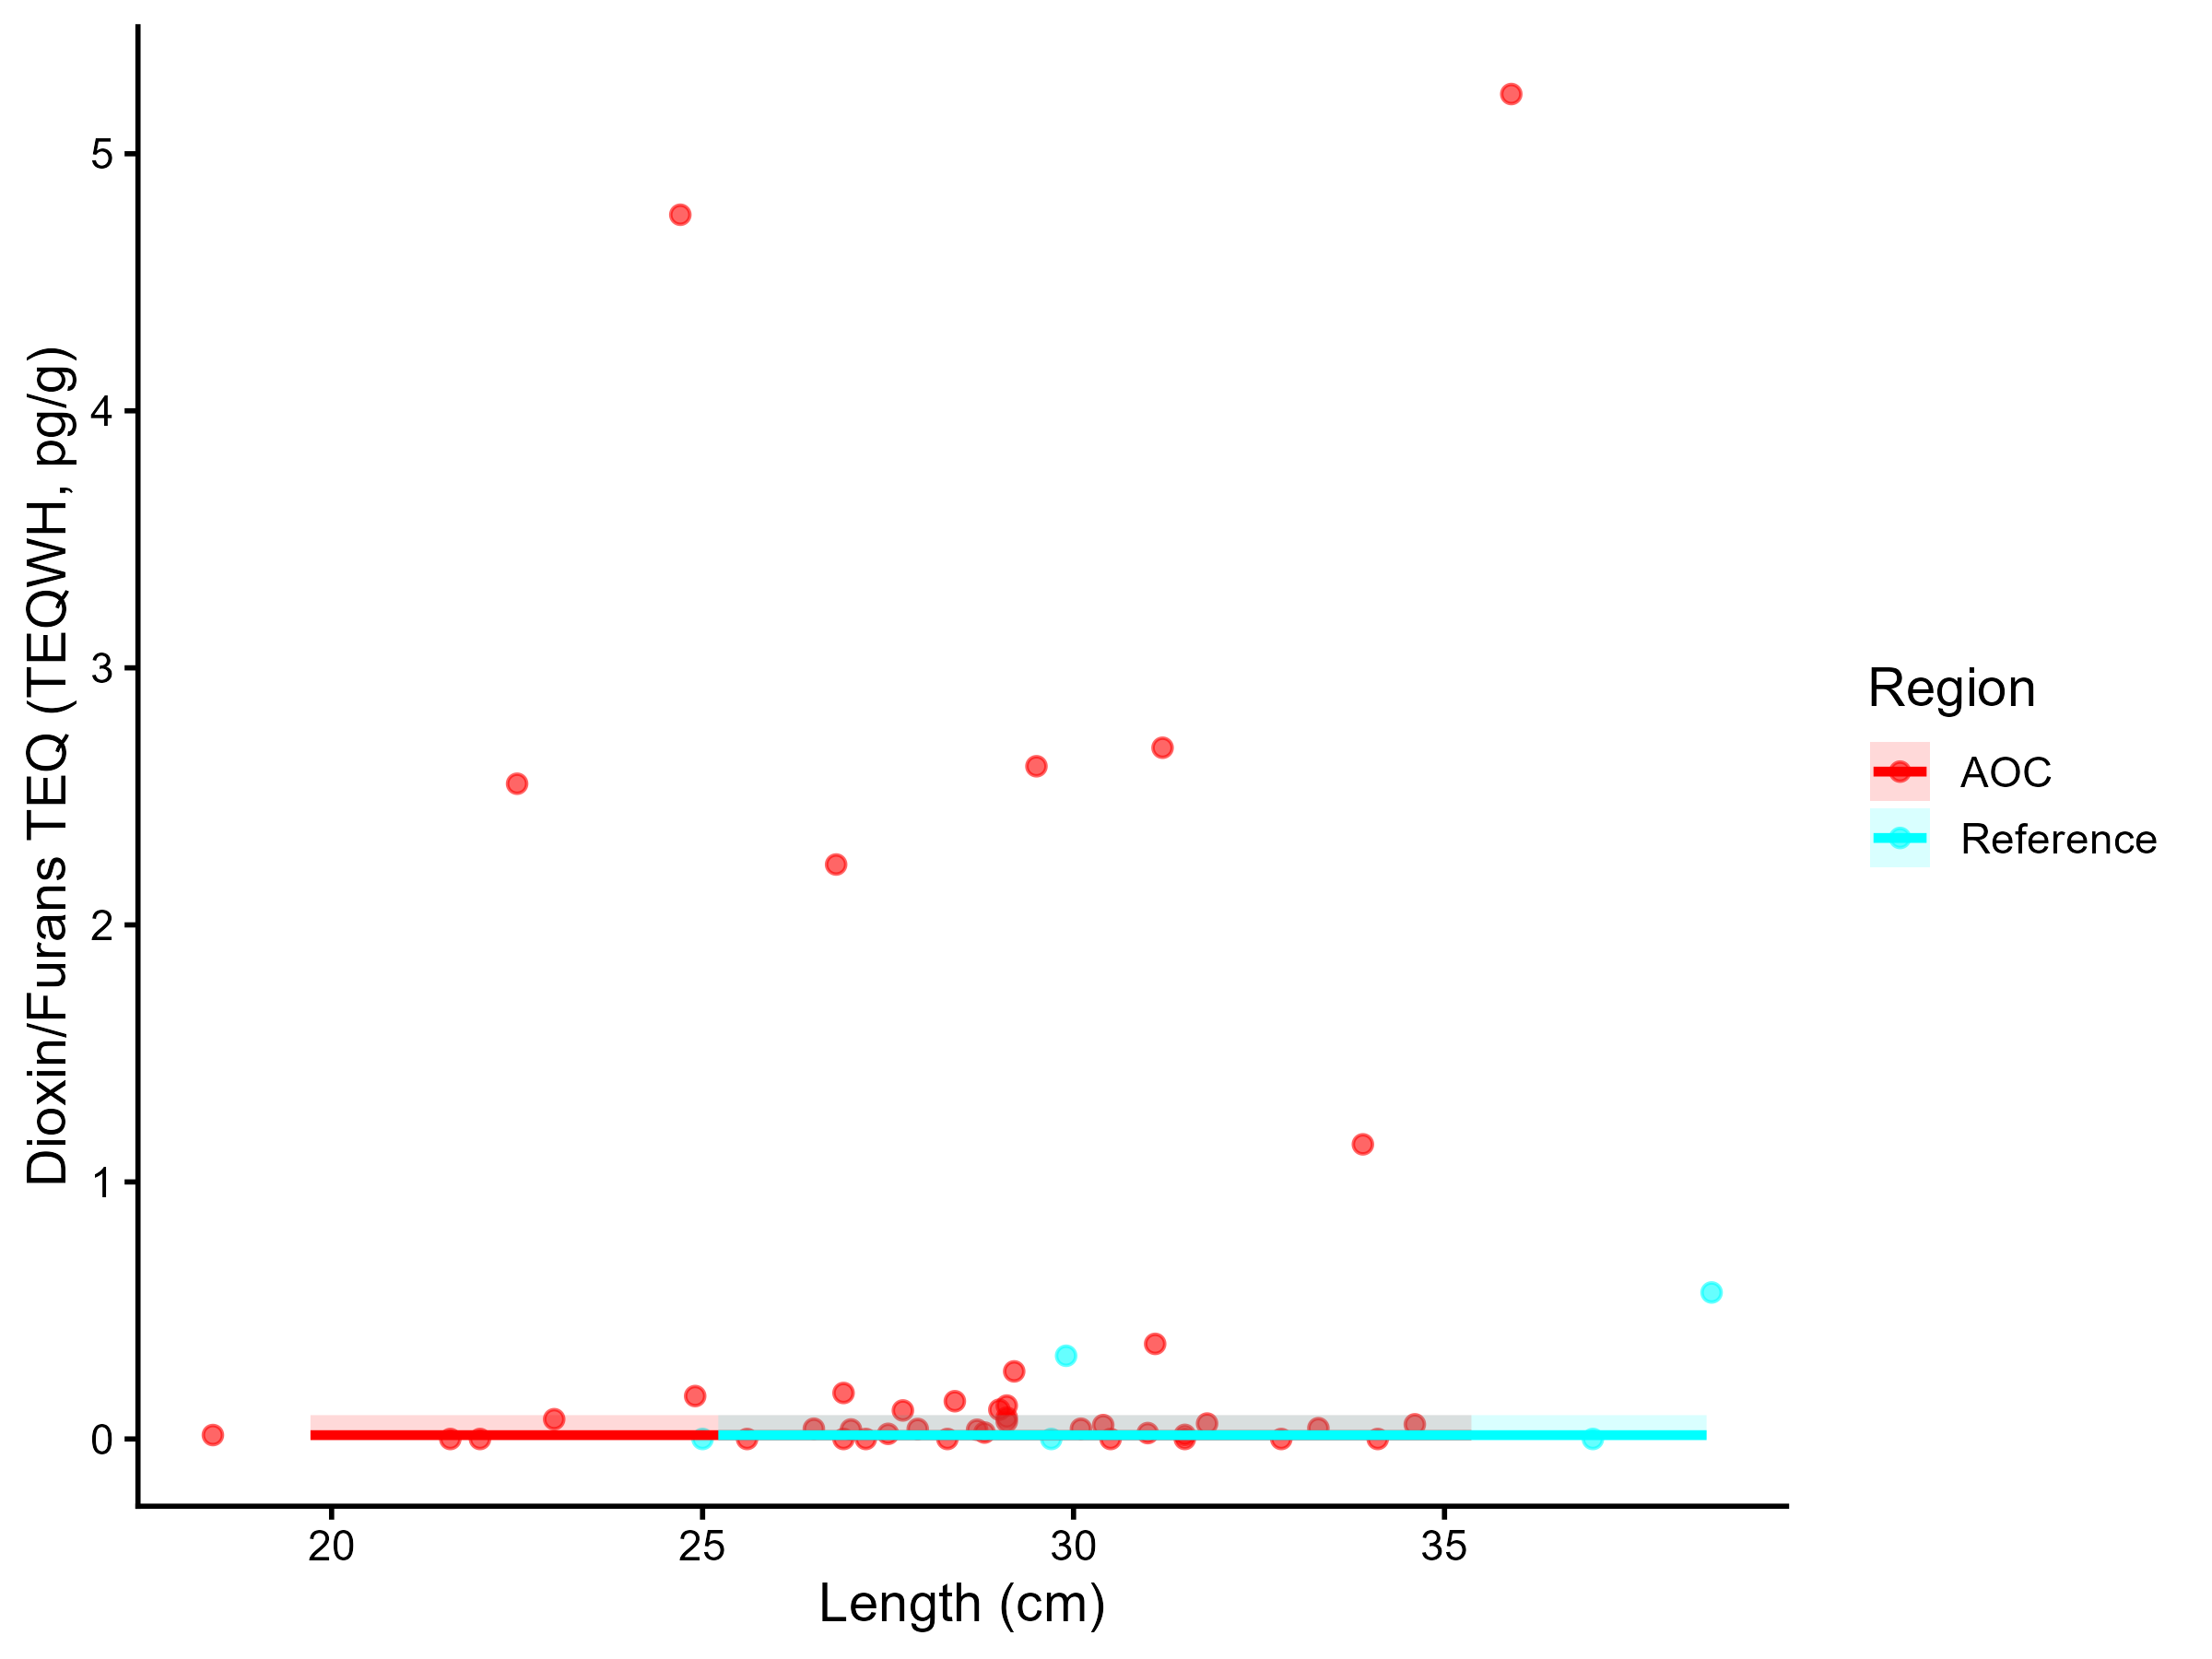 Dioxin/Furans TEQ (TEQWH, pg/g)
5
4
3
2
1
0
20 25 30 35
Length (cm)
Region
AOC
Reference